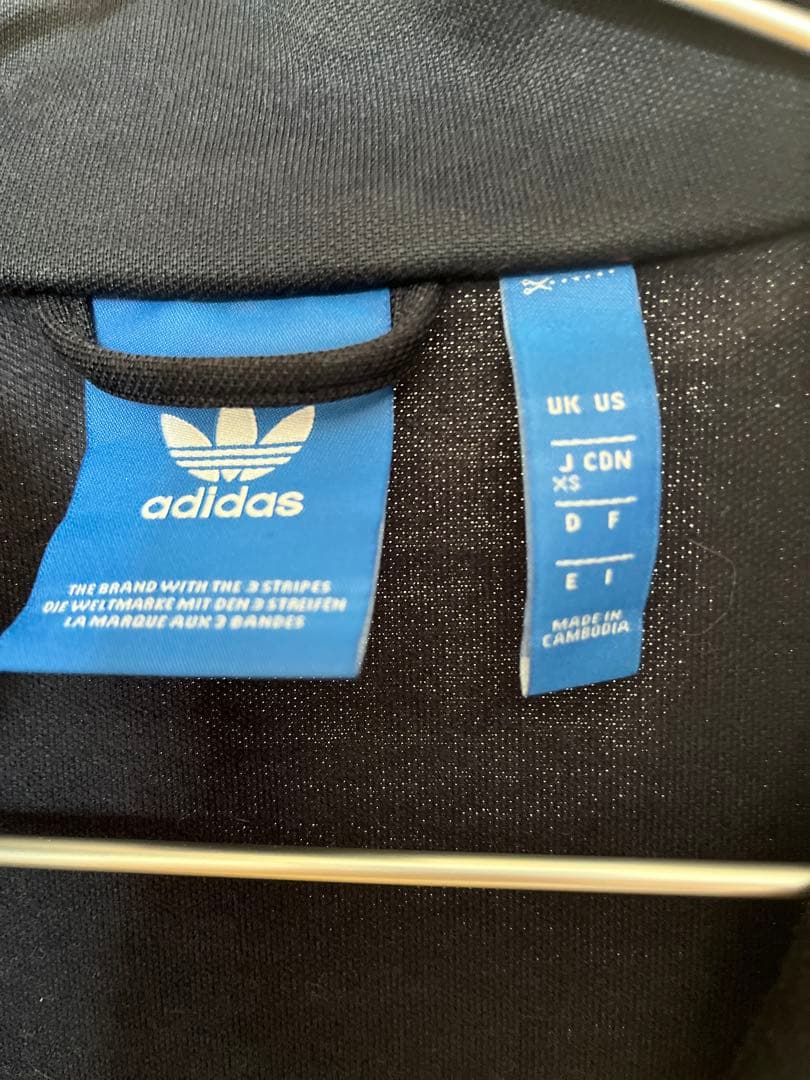 adidas
THE BRAND WITH THE 3 STRIPES
DIE WELTMARKE MIT DEN 3 STREIFEN
LA MARQUE AUX 3 BANDES
UK US
J CDN
XS
D F
E I
MADE IN
CAMBODIA